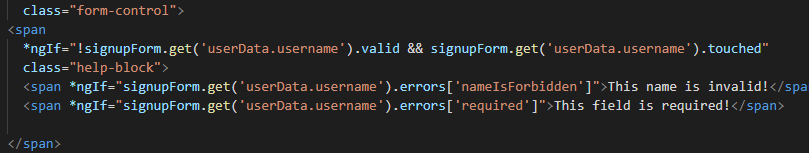 class="form-control">
<span
*ngIf="!signupForm.get('userData.username').valid && signupForm.get('userData.username').touched"
class="help-block">
<span *ngIf="signupForm.get('userData.username').errors['nameIsForbidden']">This name is invalid!</spa
<span *ngIf="signupForm.get('userData.username').errors['required']">This field is required!</span>
</span>